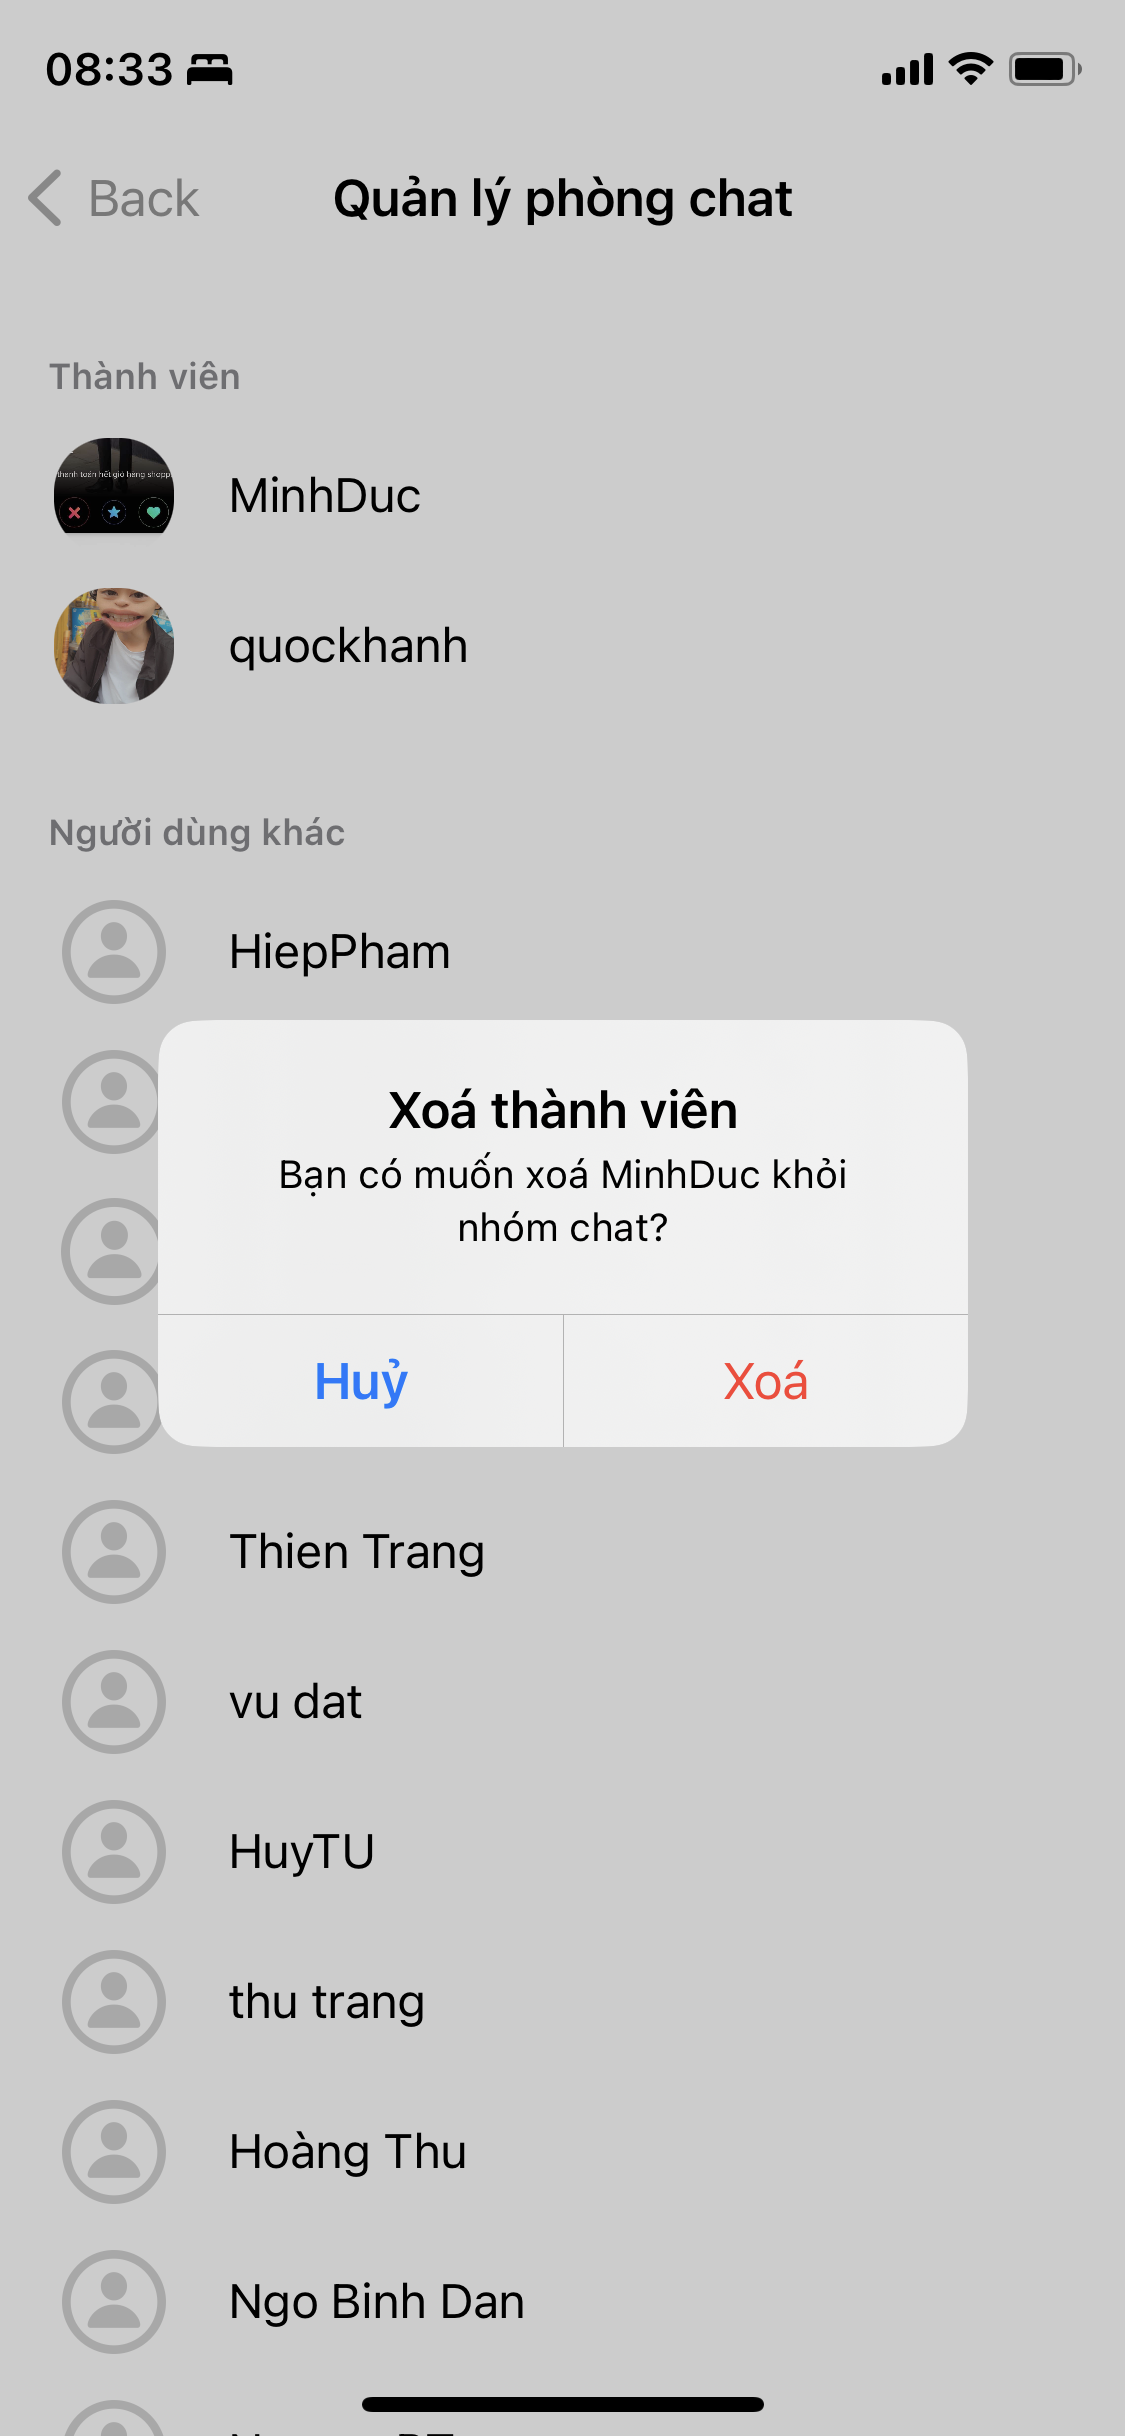 08:33
Back
Quản lý phòng chat
Thành viên
thanh toán hết giỏ hàng shopp
MinhDuc
quockhanh
Người dùng khác
HiepPham
Xoá thành viên
Bạn có muốn xoá MinhDuc khỏi
nhóm chat?
Huỷ
Xoá
Thien Trang
vu dat
HuyTU
thu trang
Hoàng Thu
Ngo Binh Dan